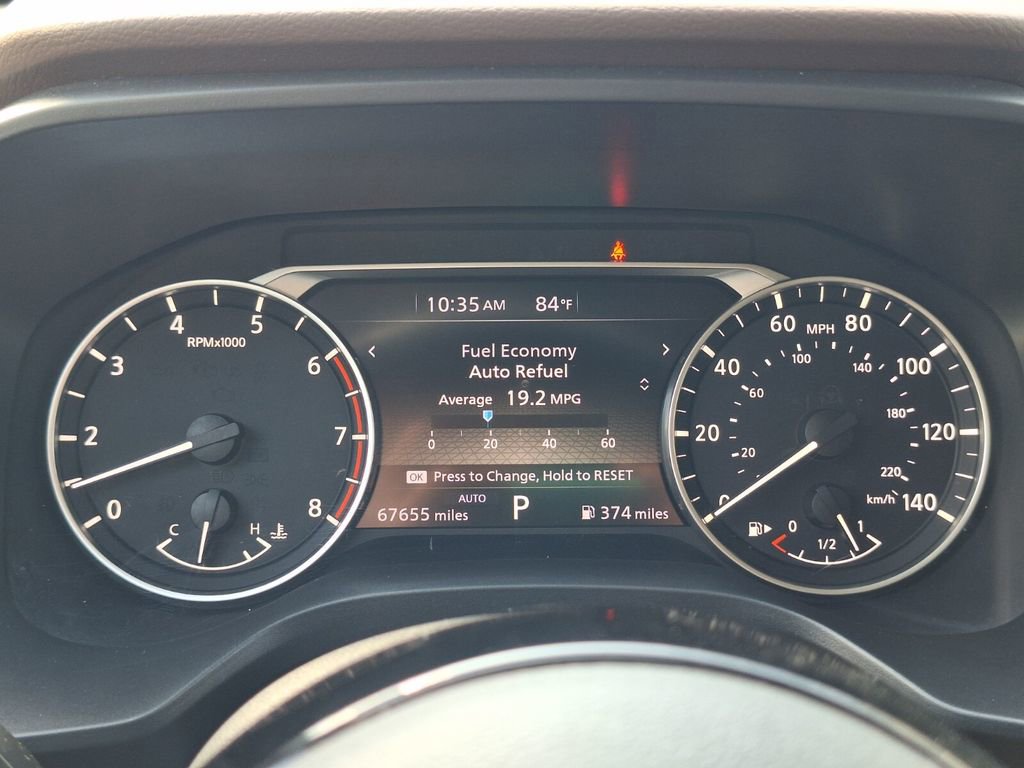 10:35 AM 84°F
Fuel Economy
Auto Refuel
Average 19.2 MPG
0 20 40 60
OK Press to Change, Hold to RESET
AUTO
67655 miles P 374 miles
0 2 3 4 5 6 7 8
RPMx1000
C H
0 20 40 60 80 100 120 140
MPH
20 60 100 140 180 220
km/h
0 1/2 1